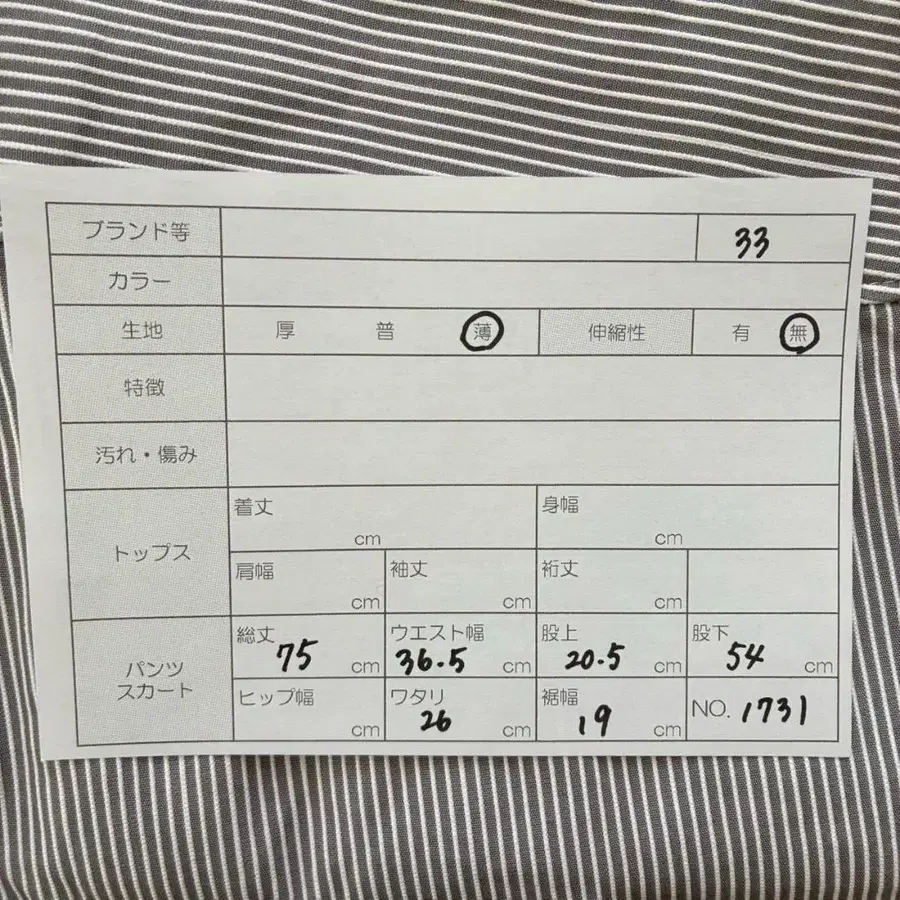 ブランド等 33
カラー
生地 厚 普 薄 伸縮性 有 無
特徴
汚れ・傷み
トップス
着丈 cm 身幅 cm
肩幅 cm 袖丈 cm 裄丈 cm
パンツ
スカート
総丈 75 cm ウエスト幅 36.5 cm 股上 20.5 cm 股下 54 cm
ヒップ幅 cm ワタリ 26 cm 裾幅 19 cm NO. 1731